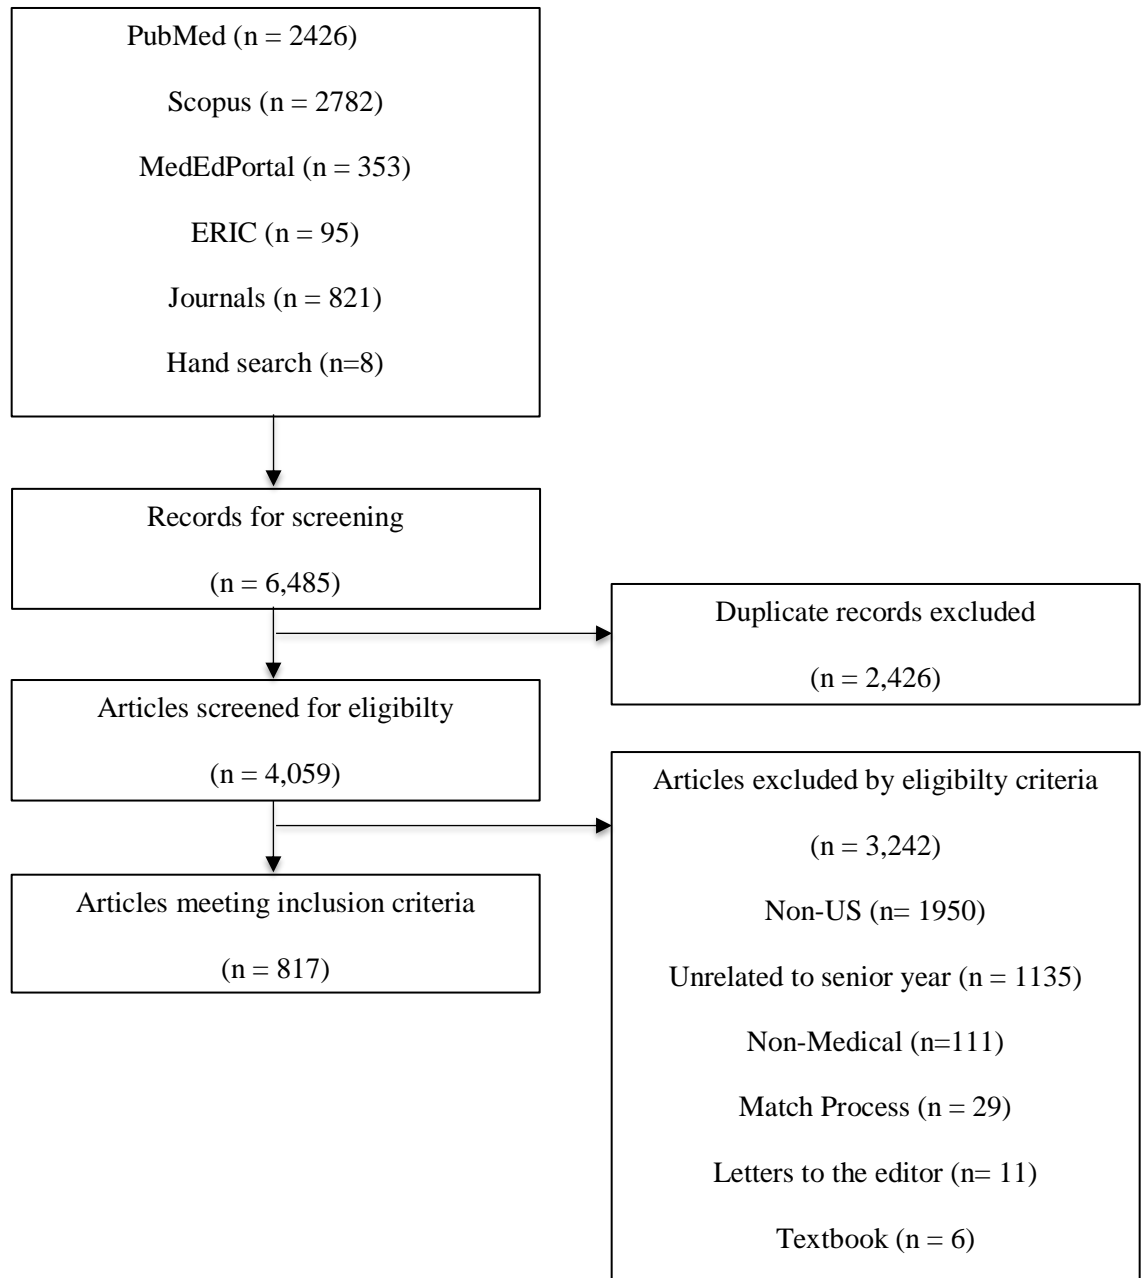 PubMed (n = 2426)
Scopus (n = 2782)
MedEdPortal (n = 353)
ERIC (n = 95)
Journals (n = 821)
Hand search (n=8)
Records for screening
(n = 6,485)
Duplicate records excluded
(n = 2,426)
Articles screened for eligibilty
(n = 4,059)
Articles excluded by eligibilty criteria
(n = 3,242)
Non-US (n= 1950)
Unrelated to senior year (n = 1135)
Non-Medical (n=111)
Match Process (n = 29)
Letters to the editor (n= 11)
Textbook (n = 6)
Articles meeting inclusion criteria
(n = 817)